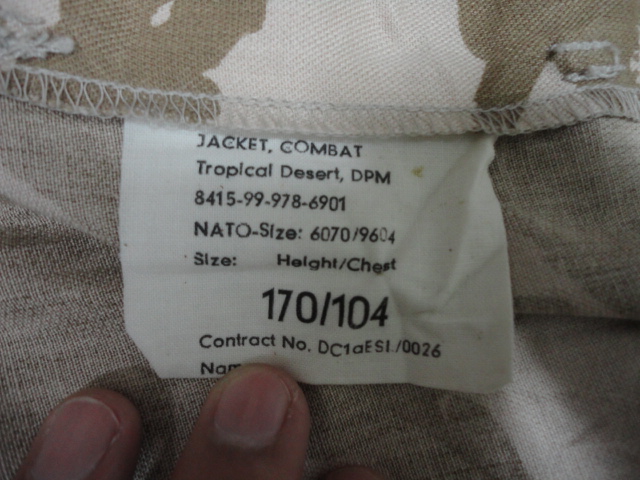 JACKET, COMBAT
Tropical Desert, DPM
8415-99-978-6901
NATO-Size: 6070/9604
Size: Height/Chest
170/104
Contract No. DC1aESL/0026